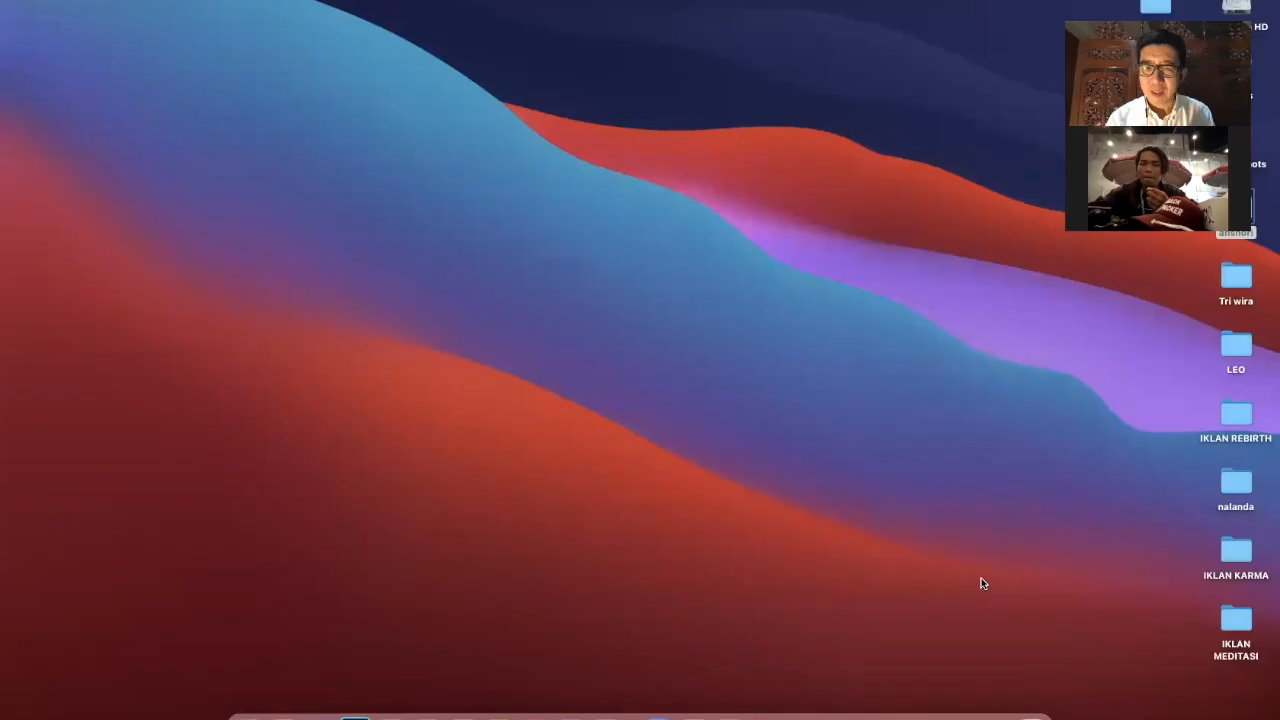 HD
Tri wira
LEO
IKLAN REBIRTH
nalanda
IKLAN KARMA
IKLAN
MEDITASI